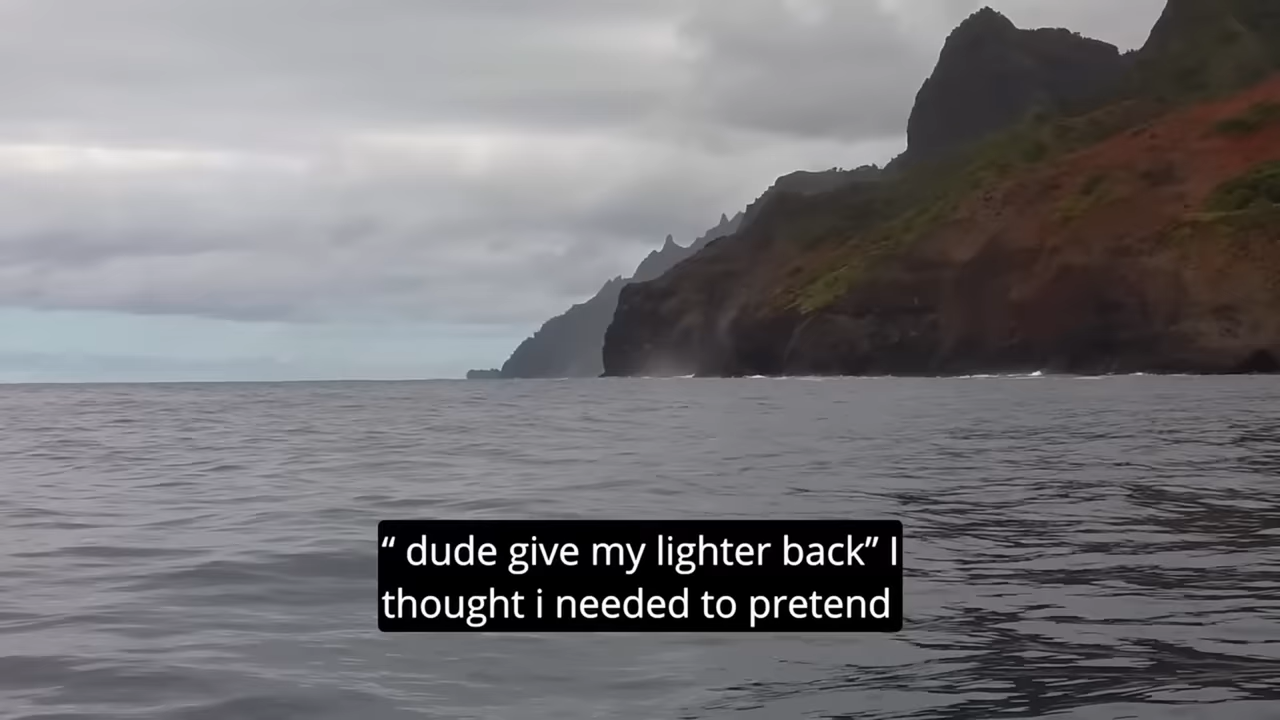 “ dude give my lighter back” I
thought i needed to pretend